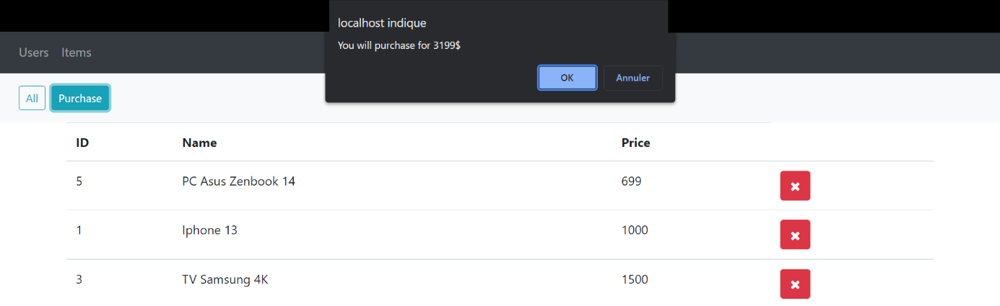 localhost indique
You will purchase for 3199$
OK Annuler
Users Items
All Purchase
ID Name Price
5 PC Asus Zenbook 14 699
1 Iphone 13 1000
3 TV Samsung 4K 1500